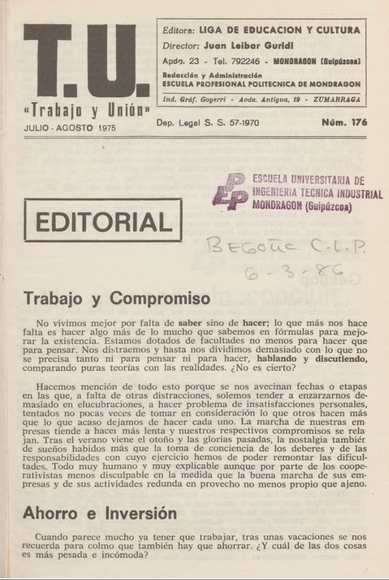 T.U.
«Trabajo y Unión»
JULIO - AGOSTO 1975
Editora: LIGA DE EDUCACION Y CULTURA
Director: Juan Leibar Guridi
Apdo. 23 - Tel. 792246 - MONDRAGON (Guipúzcoa)
Redacción y Administración
ESCUELA PROFESIONAL POLITECNICA DE MONDRAGON
Ind. Gráf. Goyerri - Avda. Antigua, 19 - ZUMARRAGA
Dep. Legal S. S. 57-1970
Núm. 176
EPP
ESCUELA UNIVERSITARIA DE
INGENIERIA TECNICA INDUSTRIAL
MONDRAGON (Guipúzcoa)
EDITORIAL
BEGOÑA C.L.P.
6-3-86
Trabajo y Compromiso
No vivimos mejor por falta de saber sino de hacer; lo que más nos hace
falta es hacer algo más de lo mucho que sabemos en fórmulas para mejo-
rar la existencia. Estamos dotados de facultades no menos para hacer que
para pensar. Nos distraemos y hasta nos dividimos demasiado con lo que no
se precisa tanto ni para pensar ni para hacer, hablando y discutiendo,
comparando puras teorías con las realidades. ¿No es cierto?
Hacemos mención de todo esto porque se nos avecinan fechas o etapas
en las que, a falta de otras distracciones, solemos tender a enzarzarnos de-
masiado en elucubraciones, a hacer problema de insatisfacciones personales,
tentados no pocas veces de tomar en consideración lo que otros hacen más
que lo que acaso dejamos de hacer cada uno. La marcha de nuestras em
presas tiende a hacer más lenta y nuestros respectivos compromisos se rela
jan. Tras el verano viene el otoño y las glorias pasadas, la nostalgia tambiér
de sueños habidos más que la toma de conciencia de los deberes y de las
responsabilidades con cuyo ejercicio hemos de poder remontar las dificul-
tades. Todo muy humano y muy explicable aunque por parte de los coope-
rativistas menos disculpable en la medida que la buena marcha de sus em-
presas y de sus actividades redunda en provecho no menos propio que ajeno.
Ahorro e Inversión
Cuando parece mucho ya tener que trabajar, tras unas vacaciones se nos
recuerda para colmo que también hay que ahorrar. ¿Y cuál de las dos cosas
es más pesada e incómoda?